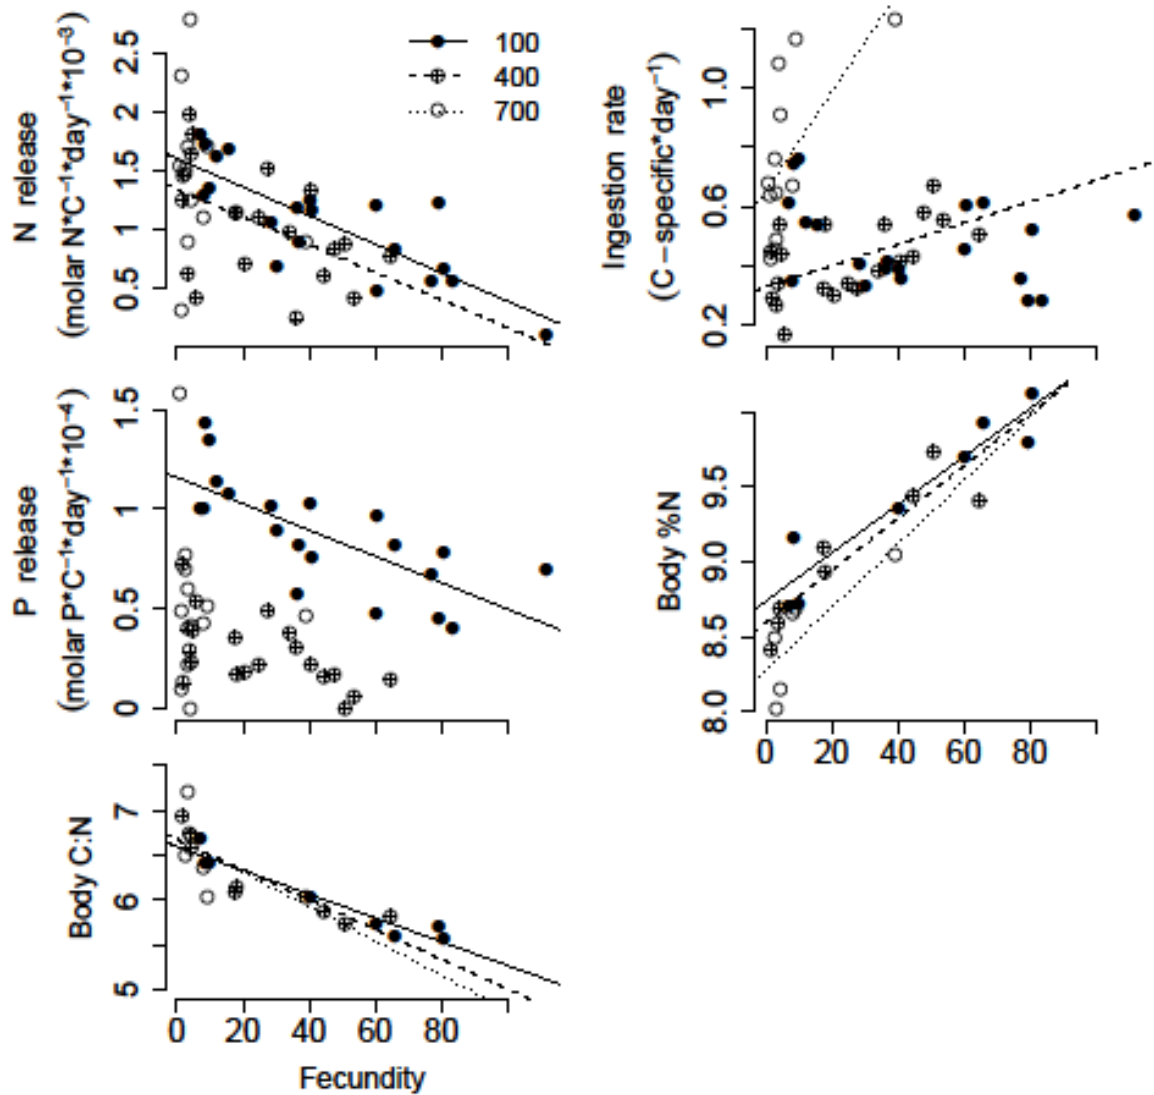 N release
(molar N*C⁻¹*day⁻¹*10⁻³)
2.5
2
1.5
1
0.5
100
400
700
Ingestion rate
(C−specific*day⁻¹)
1.0
0.6
0.2
P release
(molar P*C⁻¹*day⁻¹*10⁻⁴)
1.5
1
0.5
0
Body %N
9.5
9.0
8.5
8.0
0 20 40 60 80
Body C:N
7
6
5
0 20 40 60 80
Fecundity